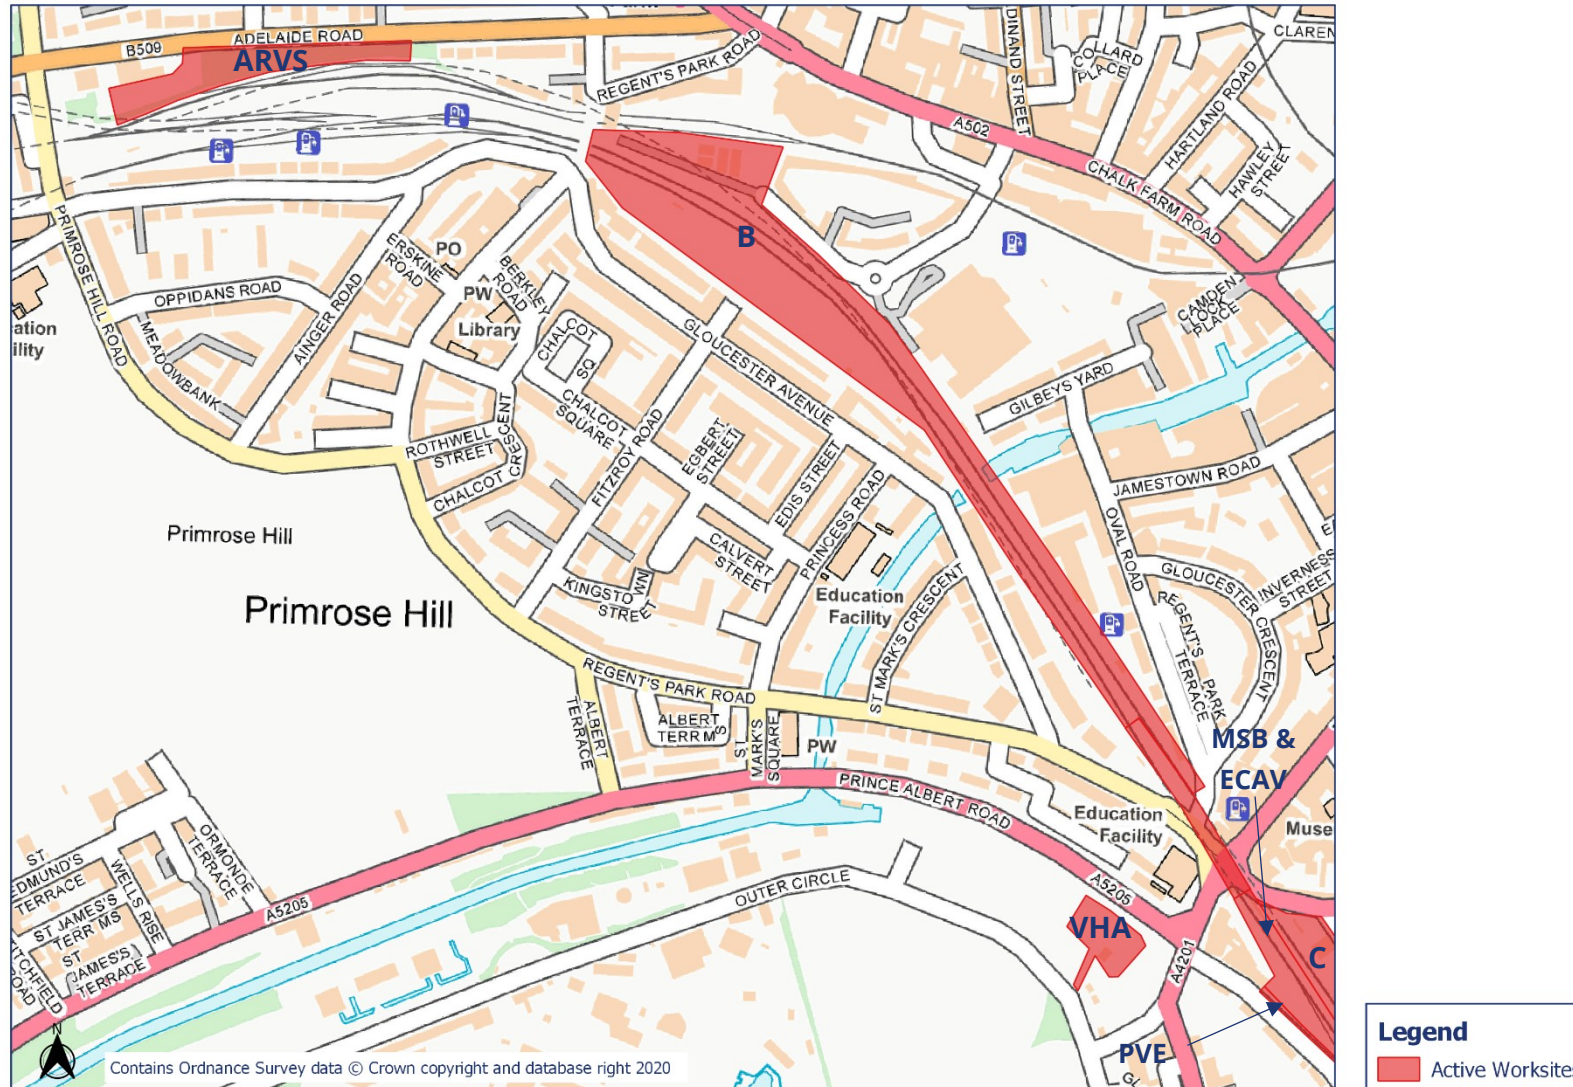 B509
ADELAIDE ROAD
ARVS
REGENT'S PARK ROAD
DINAND STREET
LLARD
PLACE
CLAREN
HARTLAND ROAD
A502
HAWLEY
STREET
CHALK FARM ROAD
PRIMROSE HILL ROAD
B
ERSKINE
ROAD
PO
BERKLEY
ROAD
PW
Library
OPPIDANS ROAD
AINGER ROAD
MEADOWBANK
ation
ility
CHALCOT
SQ
GLOUCESTER AVENUE
CAMDEN
LOCK
PLACE
GILBEYS YARD
CHALCOT
SQUARE
ROTHWELL
STREET
CHALCOT CRESCENT
FITZROY ROAD
EGBERT
STREET
EDIS STREET
PRINCESS ROAD
JAMESTOWN ROAD
OVAL ROAD
Primrose Hill
Primrose Hill
CALVERT
STREET
KINGSTOWN
STREET
Education
Facility
ST MARK'S CRESCENT
GLOUCESTER CRESCENT
INVERNESS
STREET
REGENT'S PARK
TERRACE
REGENT'S PARK ROAD
ALBERT
TERRACE
ALBERT
TERR MS
ST
MARK'S
SQUARE
PW
MSB &
ECAV
PRINCE ALBERT ROAD
Education
Facility
Muse
ORMONDE
TERRACE
ST
EDMUND'S
TERRACE
WELLS RISE
ST JAMES'S
TERR MS
ST
JAMES'S
TERRACE
ITCHFIELD
ROAD
A5205
OUTER CIRCLE
A5205
VHA
A4201
C
PVE
GL
N
Contains Ordnance Survey data © Crown copyright and database right 2020
Legend
Active Worksites